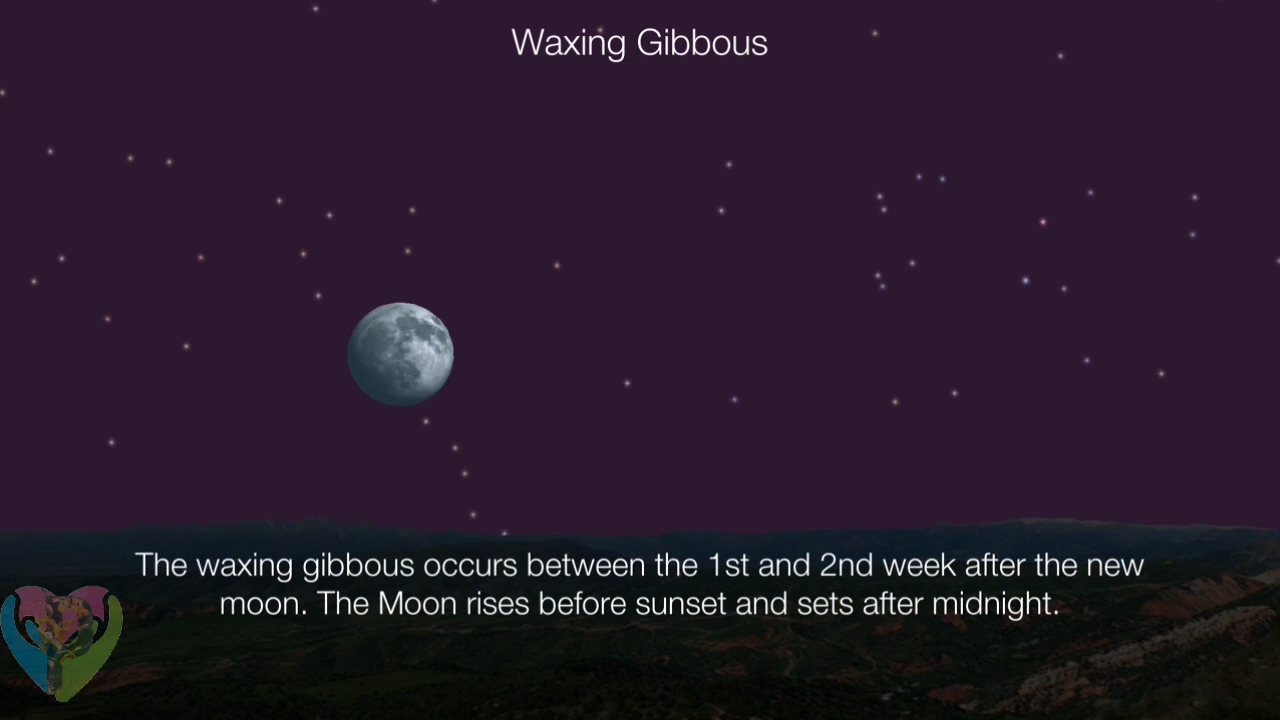 Waxing Gibbous
The waxing gibbous occurs between the 1st and 2nd week after the new
moon. The Moon rises before sunset and sets after midnight.